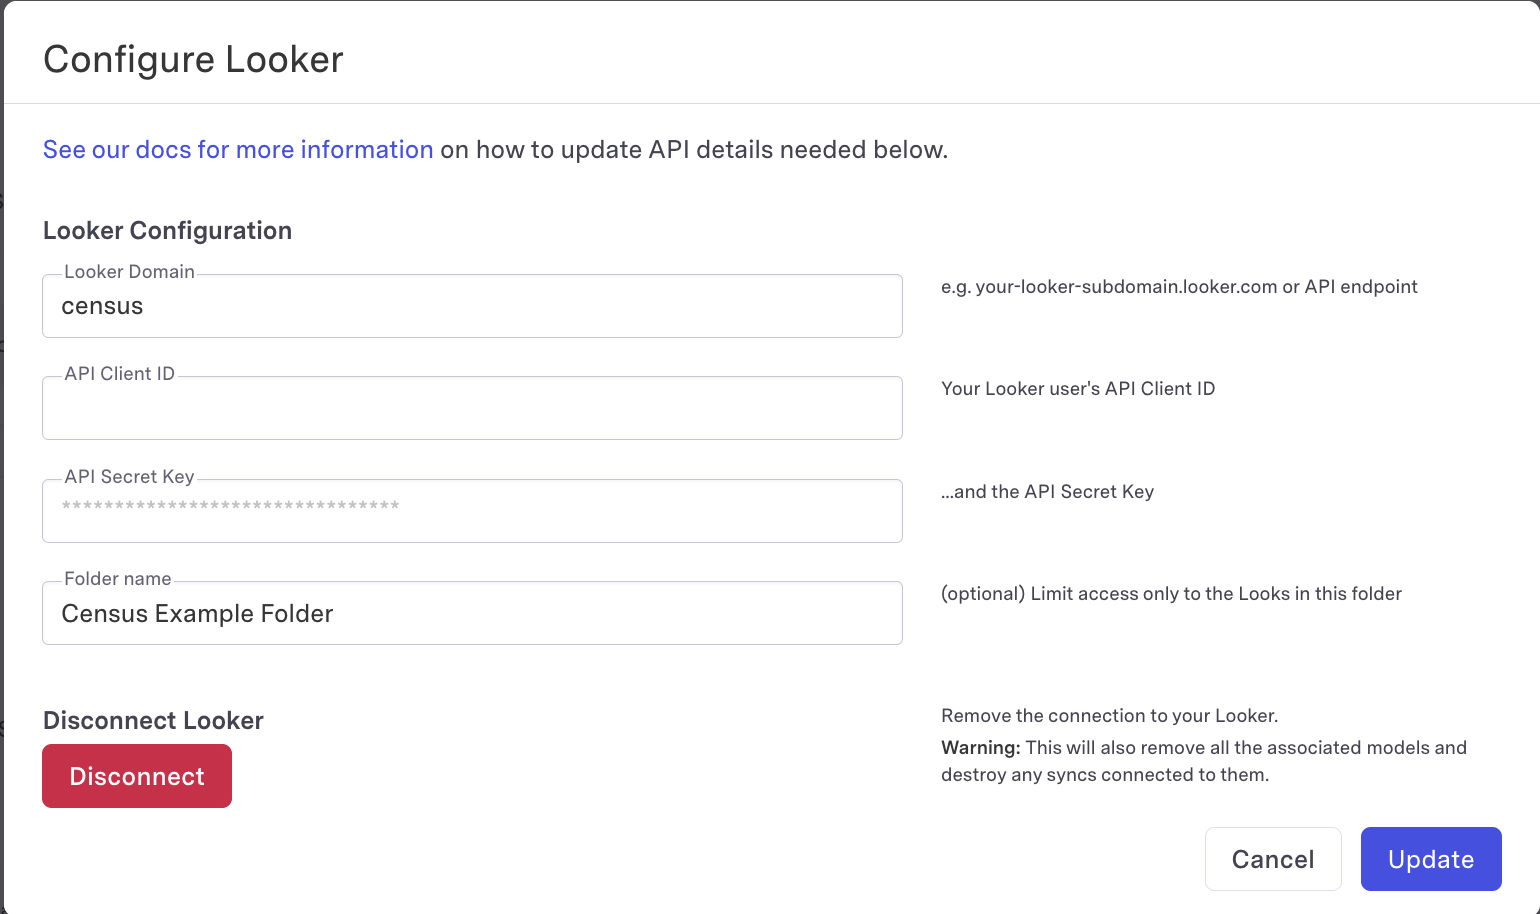 Configure Looker
See our docs for more information on how to update API details needed below.
Looker Configuration
Looker Domain
census
e.g. your-looker-subdomain.looker.com or API endpoint
API Client ID
Your Looker user's API Client ID
API Secret Key
********************************
...and the API Secret Key
Folder name
Census Example Folder
(optional) Limit access only to the Looks in this folder
Disconnect Looker
Disconnect
Remove the connection to your Looker.
Warning: This will also remove all the associated models and
destroy any syncs connected to them.
Cancel
Update